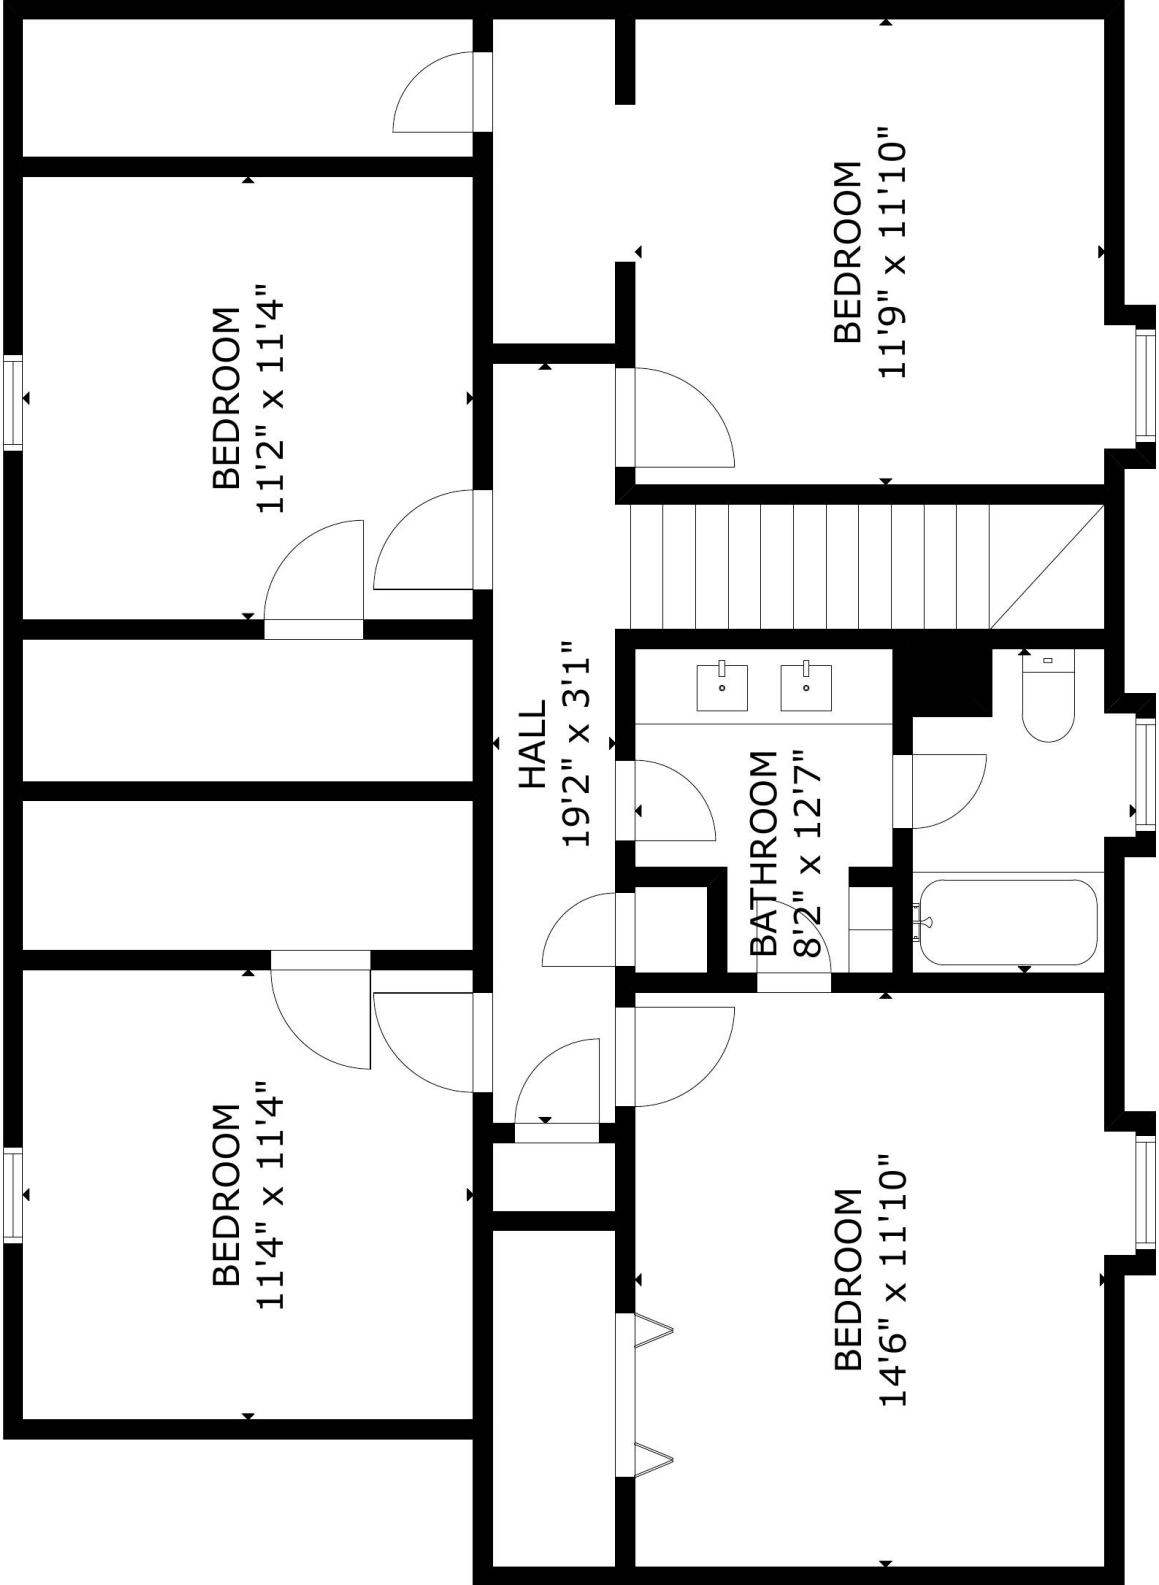 BEDROOM
11'2" x 11'4"
BEDROOM
11'9" x 11'10"
HALL
19'2" x 3'1"
BATHROOM
8'2" x 12'7"
BEDROOM
11'4" x 11'4"
BEDROOM
14'6" x 11'10"